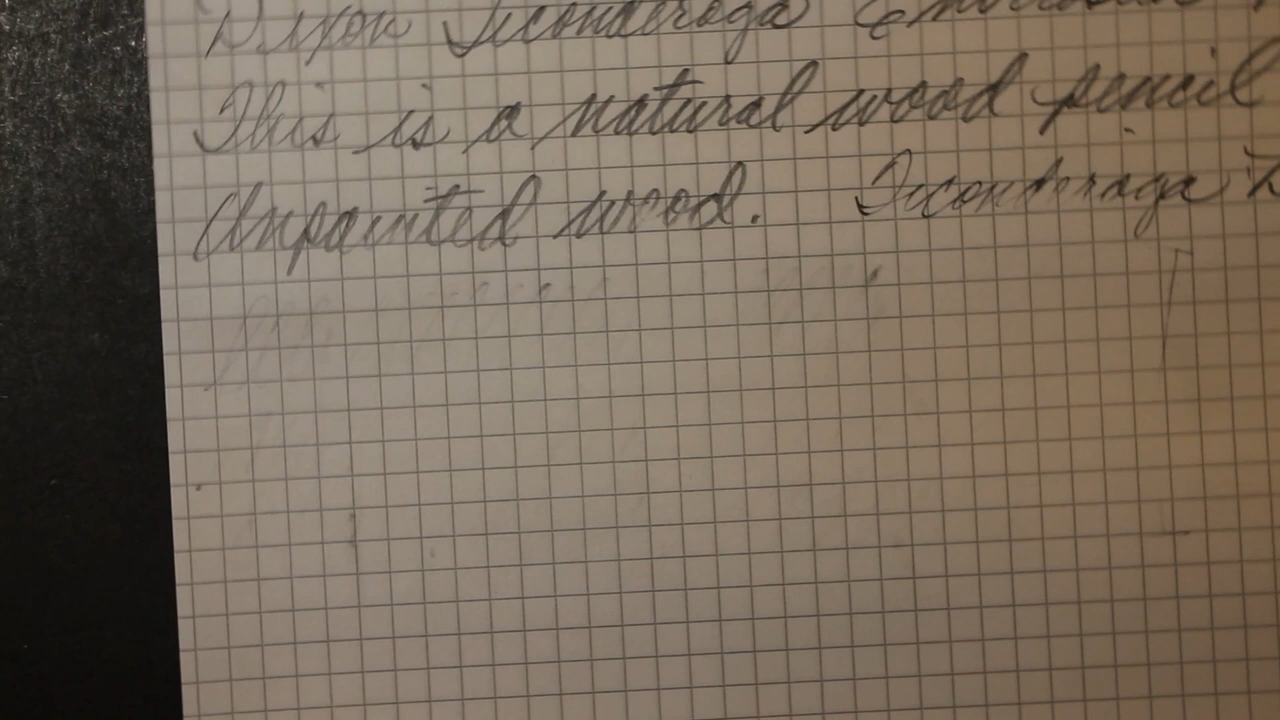 Dixon Ticonderoga
This is a natural wood pencil
Unpainted wood. Ticonderoga